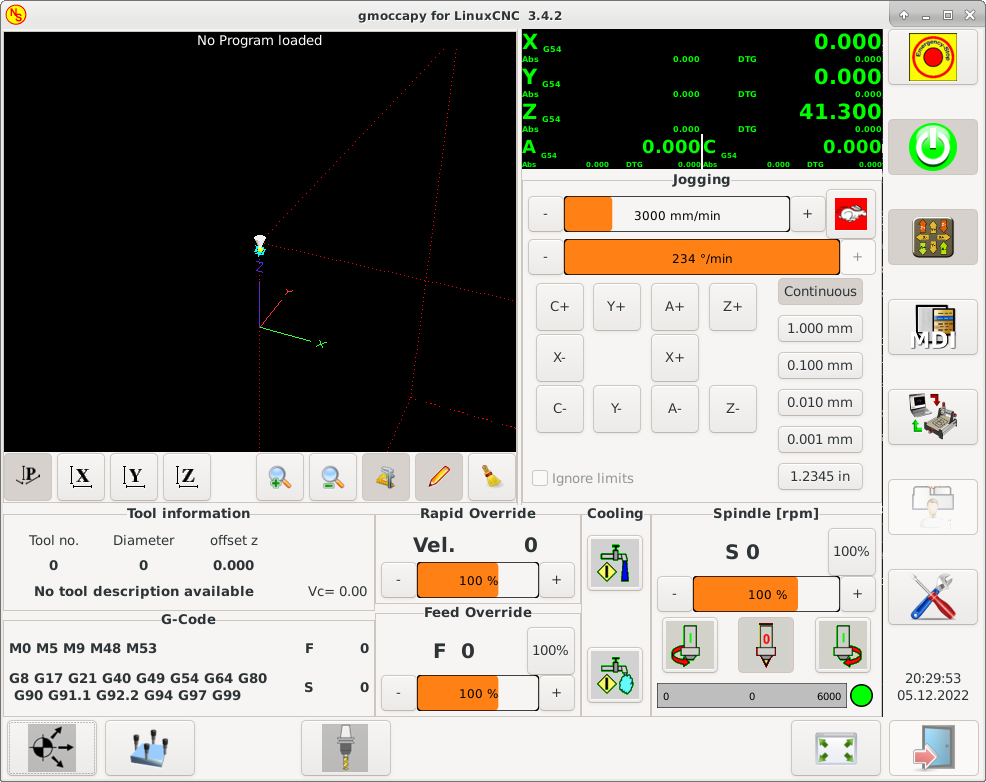 gmoccapy for LinuxCNC 3.4.2
No Program loaded
Z
Y
X
X G54 0.000
Abs 0.000 DTG 0.000
Y G54 0.000
Abs 0.000 DTG 0.000
Z G54 41.300
Abs 0.000 DTG 0.000
A G54 0.000 C G54 0.000
Abs 0.000 DTG 0.000 Abs 0.000 DTG 0.000
Emergency-Stop
Jogging
- 3000 mm/min +
- 234 °/min +
C+ Y+ A+ Z+
X- X+
C- Y- A- Z-
Ignore limits
Continuous
1.000 mm
0.100 mm
0.010 mm
0.001 mm
1.2345 in
MDI
P X Y Z
Tool information
Tool no. Diameter offset z
0 0 0.000
No tool description available Vc= 0.00
G-Code
M0 M5 M9 M48 M53 F 0
G8 G17 G21 G40 G49 G54 G64 G80
G90 G91.1 G92.2 G94 G97 G99
S 0
Rapid Override
Vel. 0
- 100 % +
Feed Override
F 0 100%
- 100 % +
Cooling
Spindle [rpm]
S 0 100%
- 100 % +
I 0 I
0 0 6000
20:29:53
05.12.2022